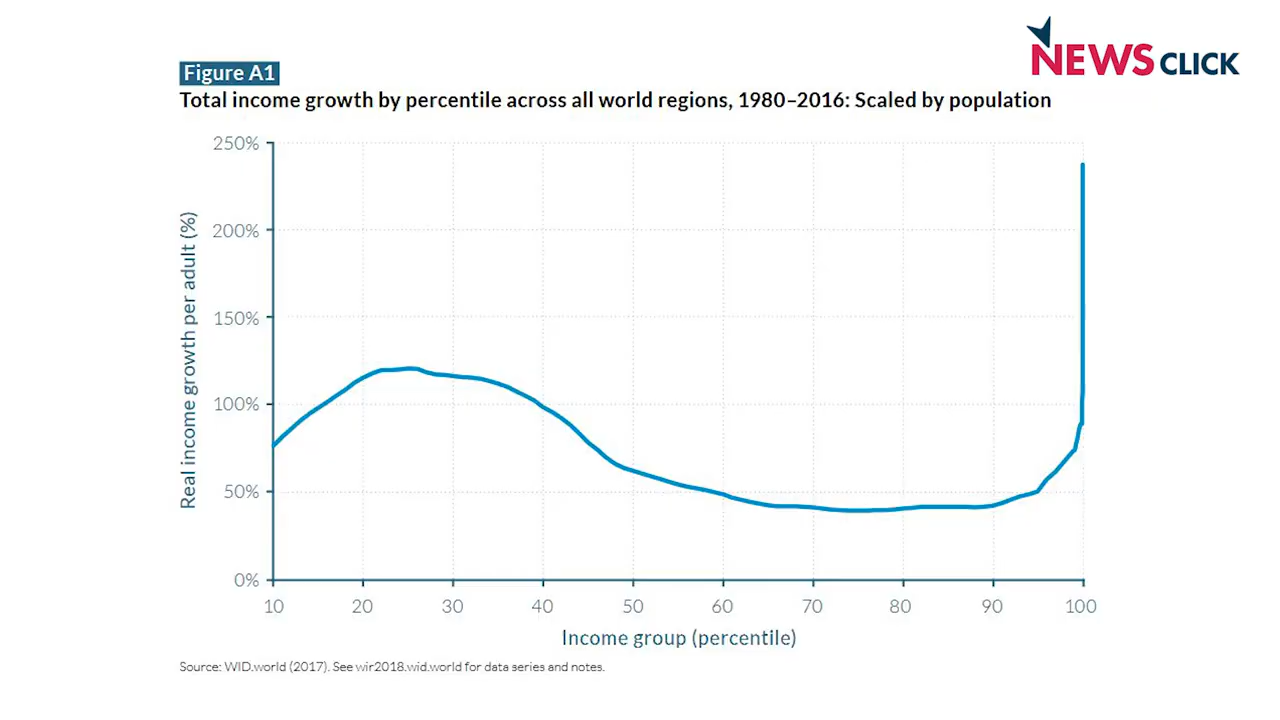 NEWSCLICK
Figure A1
Total income growth by percentile across all world regions, 1980–2016: Scaled by population
Real income growth per adult (%)
250%
200%
150%
100%
50%
0%
10 20 30 40 50 60 70 80 90 100
Income group (percentile)
Source: WID.world (2017). See wir2018.wid.world for data series and notes.